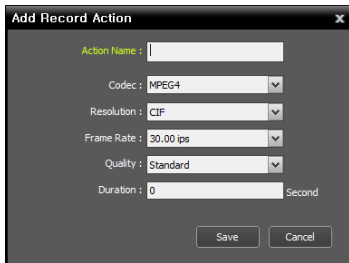 Add Record Action x
Action Name :
Codec : MPEG4
Resolution : CIF
Frame Rate : 30.00 ips
Quality : Standard
Duration : 0 Second
Save Cancel